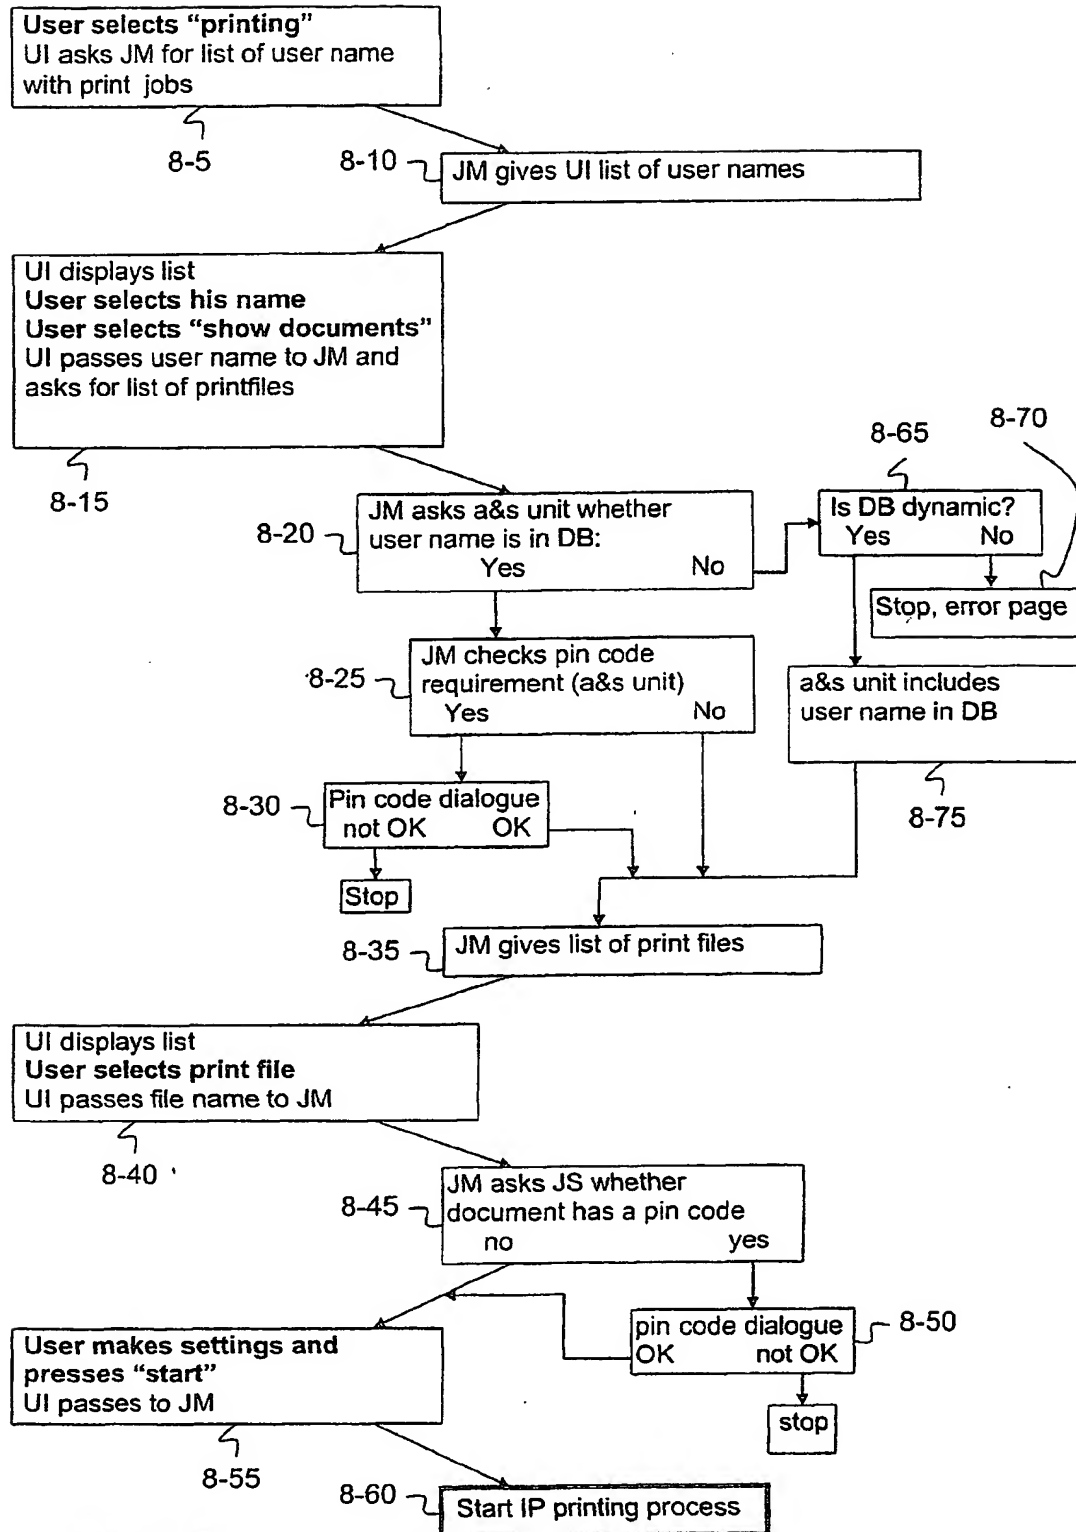 User selects “printing”
UI asks JM for list of user name
with print jobs
8-5
8-10
JM gives UI list of user names
UI displays list
User selects his name
User selects “show documents”
UI passes user name to JM and
asks for list of printfiles
8-15
8-20
JM asks a&s unit whether
user name is in DB:
Yes No
8-65
8-70
Is DB dynamic?
Yes No
Stop, error page
8-25
JM checks pin code
requirement (a&s unit)
Yes No
a&s unit includes
user name in DB
8-75
8-30
Pin code dialogue
not OK OK
Stop
8-35
JM gives list of print files
UI displays list
User selects print file
UI passes file name to JM
8-40
8-45
JM asks JS whether
document has a pin code
no yes
8-50
pin code dialogue
OK not OK
stop
User makes settings and
presses “start”
UI passes to JM
8-55
8-60
Start IP printing process